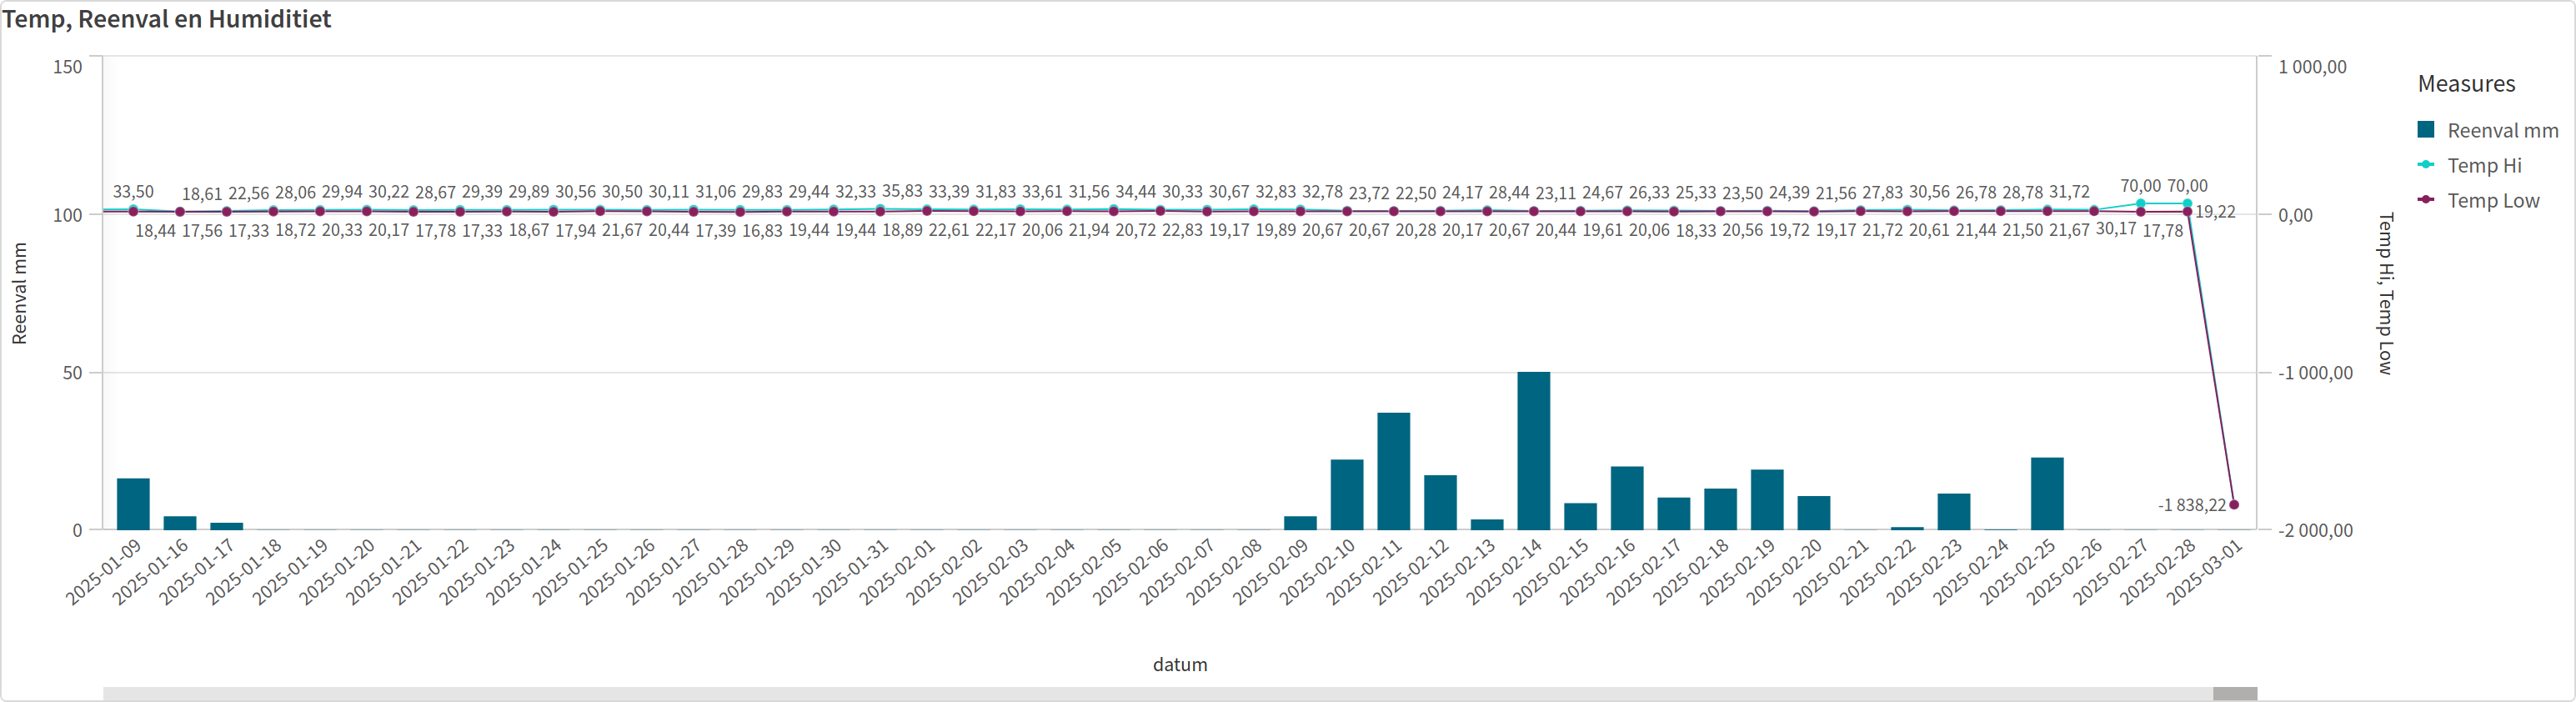 Temp, Reenval en Humiditiet
150
100
50
0
Reenval mm
1 000,00
0,00
-1 000,00
-2 000,00
Temp Hi, Temp Low
Measures
Reenval mm
Temp Hi
Temp Low
33,50 18,61 22,56 28,06 29,94 30,22 28,67 29,39 29,89 30,56 30,50 30,11 31,06 29,83 29,44 32,33 35,83 33,39 31,83 33,61 31,56 34,44 30,33 30,67 32,83 32,78 23,72 22,50 24,17 28,44 23,11 24,67 26,33 25,33 23,50 24,39 21,56 27,83 30,56 26,78 28,78 31,72 70,00 70,00
18,44 17,56 17,33 18,72 20,33 20,17 17,78 17,33 18,67 17,94 21,67 20,44 17,39 16,83 19,44 19,44 18,89 22,61 22,17 20,06 21,94 20,72 22,83 19,17 19,89 20,67 20,67 20,28 20,17 20,67 20,44 19,61 20,06 18,33 20,56 19,72 19,17 21,72 20,61 21,44 21,50 21,67 30,17 17,78 19,22
-1 838,22
2025-01-09 2025-01-16 2025-01-17 2025-01-18 2025-01-19 2025-01-20 2025-01-21 2025-01-22 2025-01-23 2025-01-24 2025-01-25 2025-01-26 2025-01-27 2025-01-28 2025-01-29 2025-01-30 2025-01-31 2025-02-01 2025-02-02 2025-02-03 2025-02-04 2025-02-05 2025-02-06 2025-02-07 2025-02-08 2025-02-09 2025-02-10 2025-02-11 2025-02-12 2025-02-13 2025-02-14 2025-02-15 2025-02-16 2025-02-17 2025-02-18 2025-02-19 2025-02-20 2025-02-21 2025-02-22 2025-02-23 2025-02-24 2025-02-25 2025-02-26 2025-02-27 2025-02-28 2025-03-01
datum